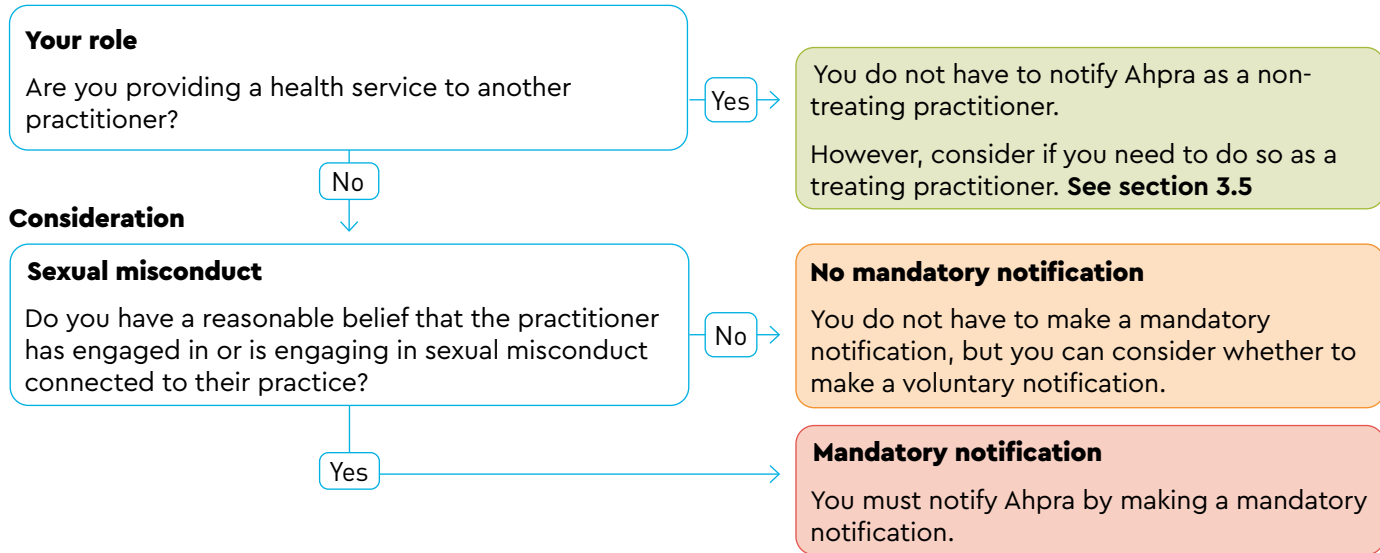 Your role
Are you providing a health service to another
practitioner?
Yes
You do not have to notify Ahpra as a non-
treating practitioner.
However, consider if you need to do so as a
treating practitioner. See section 3.5
No
Consideration
Sexual misconduct
Do you have a reasonable belief that the practitioner
has engaged in or is engaging in sexual misconduct
connected to their practice?
No
No mandatory notification
You do not have to make a mandatory
notification, but you can consider whether to
make a voluntary notification.
Yes
Mandatory notification
You must notify Ahpra by making a mandatory
notification.